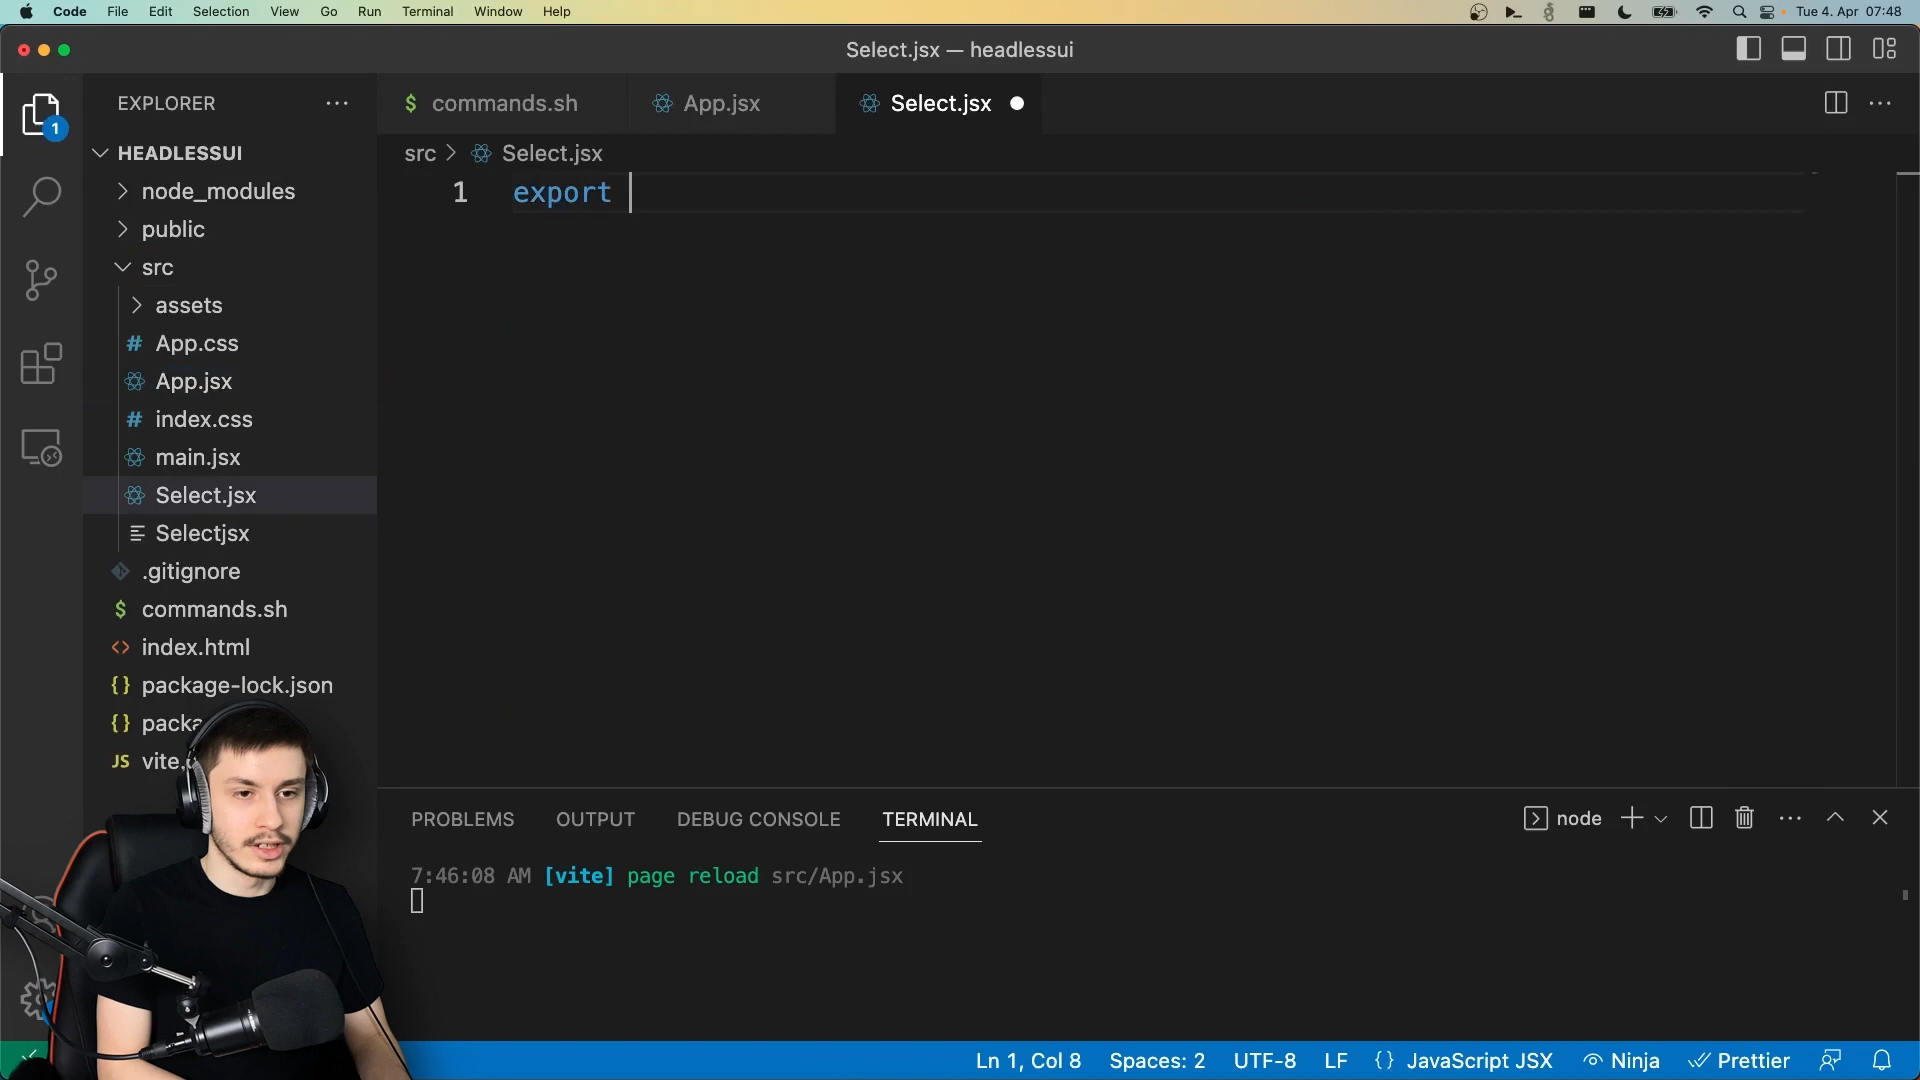 Code File Edit Selection View Go Run Terminal Window Help Tue 4. Apr 07:48
Select.jsx — headlessui
EXPLORER
1
HEADLESSUI
node_modules
public
src
assets
App.css
App.jsx
index.css
main.jsx
Select.jsx
Selectjsx
.gitignore
commands.sh
index.html
package-lock.json
packa
JS vite.c
commands.sh App.jsx Select.jsx
src Select.jsx
1 export
PROBLEMS OUTPUT DEBUG CONSOLE TERMINAL node
7:46:08 AM [vite] page reload src/App.jsx
Ln 1, Col 8 Spaces: 2 UTF-8 LF {} JavaScript JSX Ninja Prettier